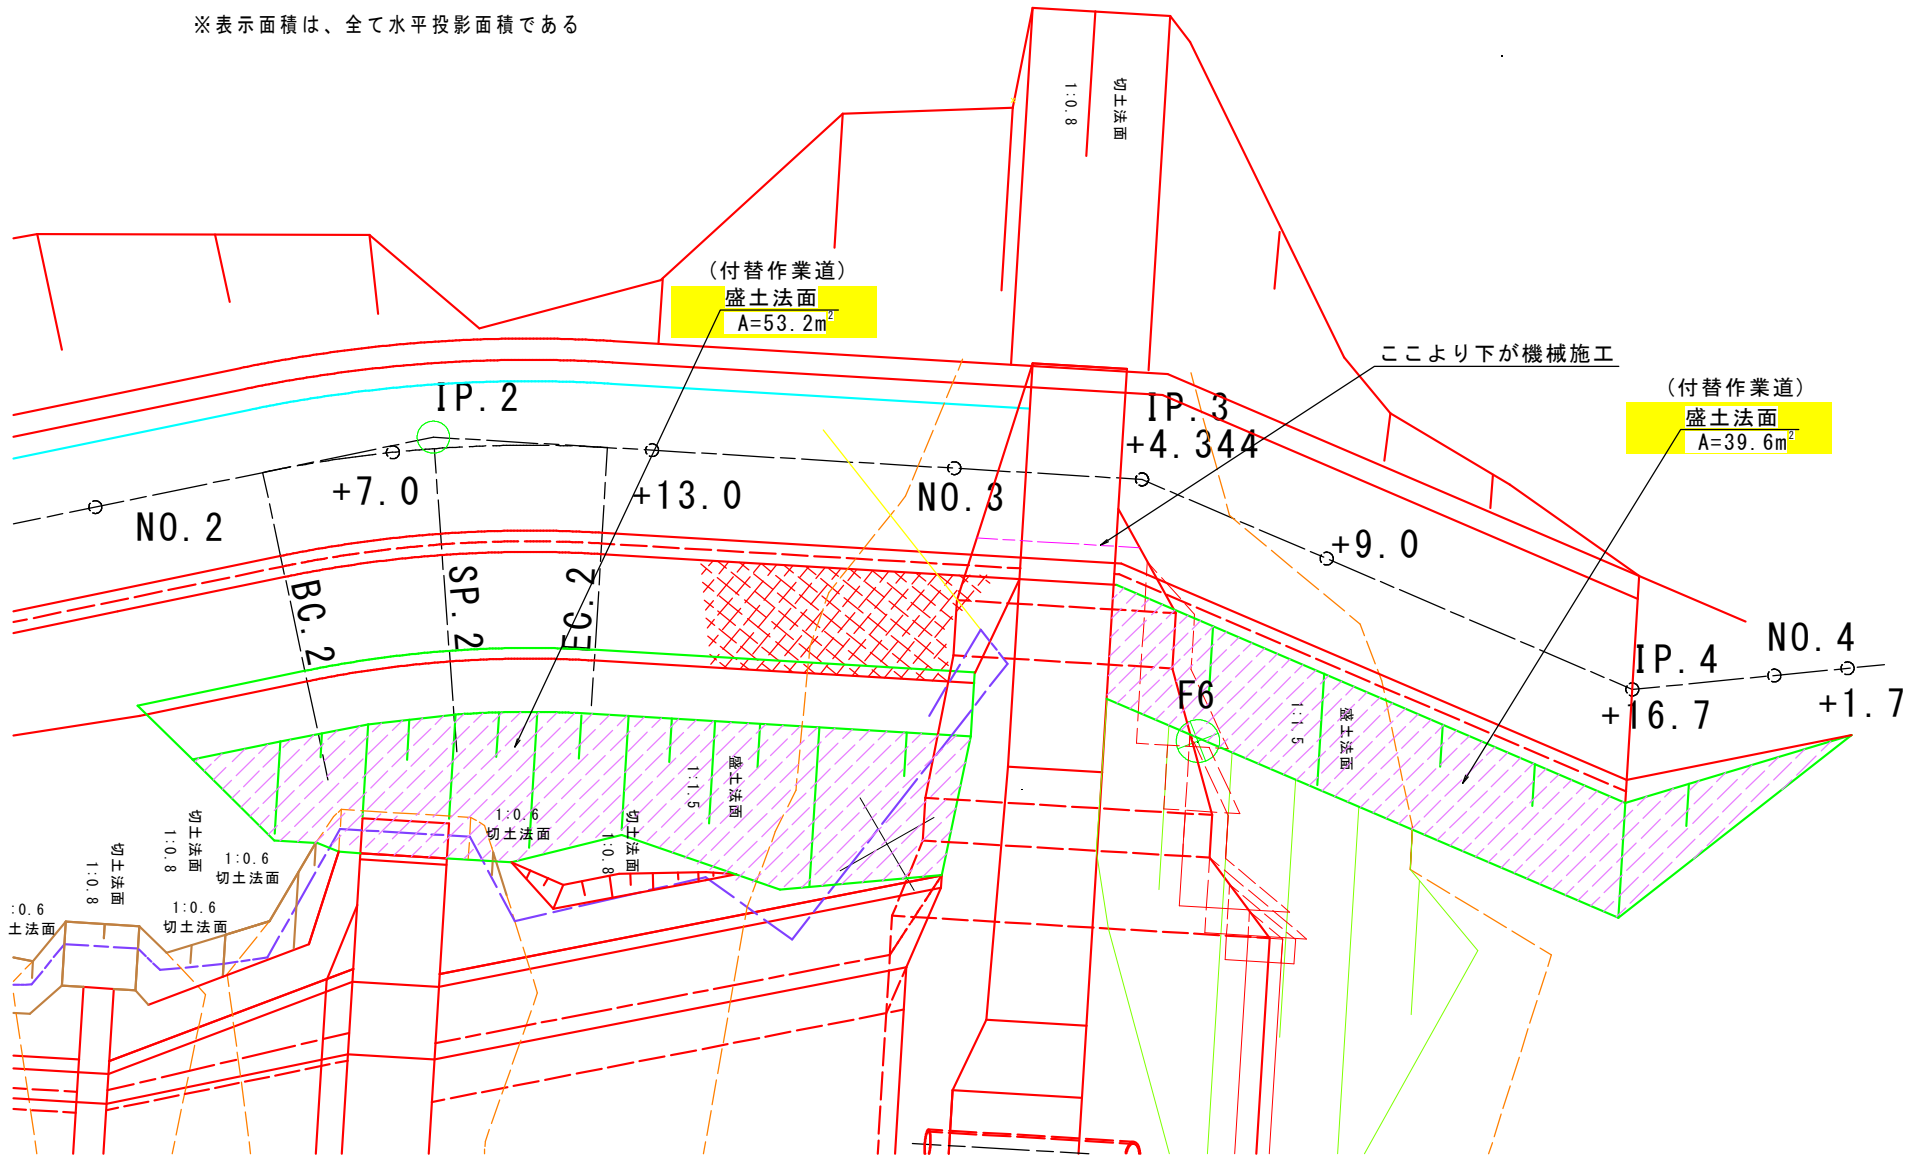 ※表示面積は、全て水平投影面積である
1:0.8
切土法面
(付替作業道)
盛土法面
A=53.2m²
ここより下が機械施工
(付替作業道)
盛土法面
A=39.6m²
IP.2
IP.3
+4.344
+7.0
+13.0
NO.3
NO.2
+9.0
BC.2
SP.2
EC.2
IP.4
NO.4
+16.7
+1.7
F6
1:1.5
盛土法面
1:1.5
盛土法面
1:0.6
切土法面
1:0.8
切土法面
1:0.8
切土法面
1:0.6
切土法面
1:0.8
切土法面
1:0.6
切土法面
:0.6
土法面